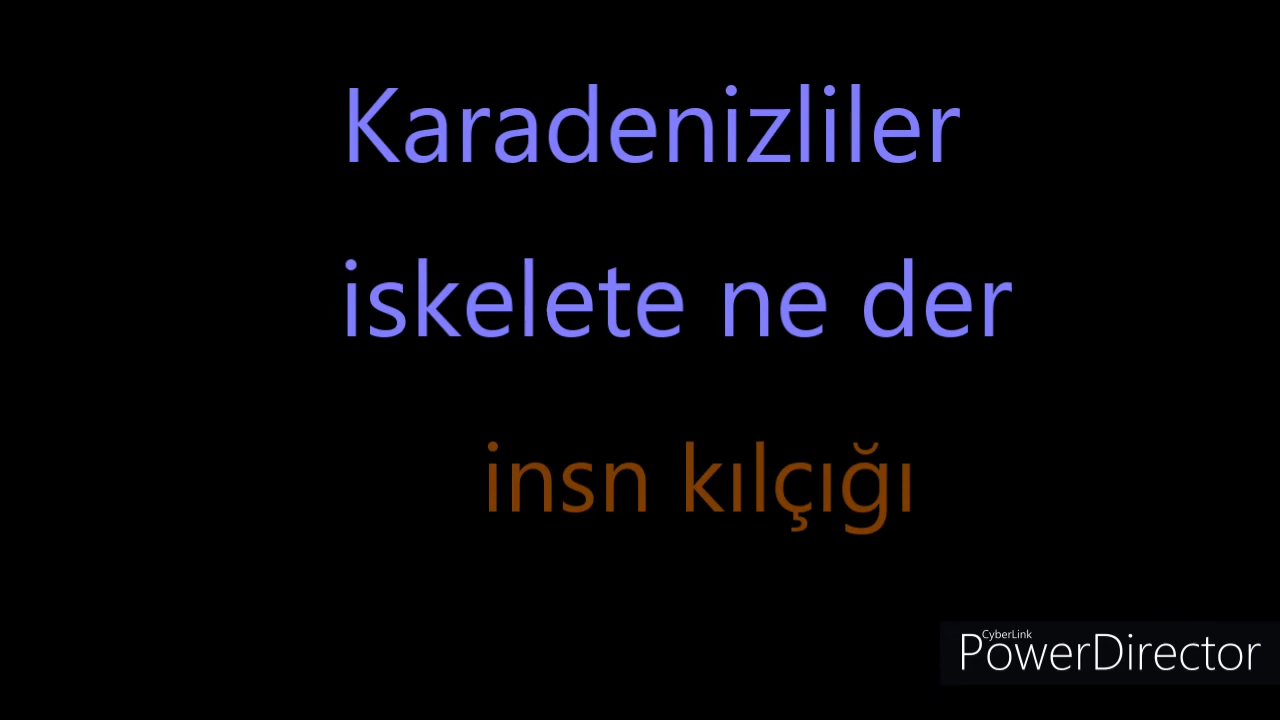 Karadenizliler
iskelete ne der
insn kılçığı
CyberLink
PowerDirector